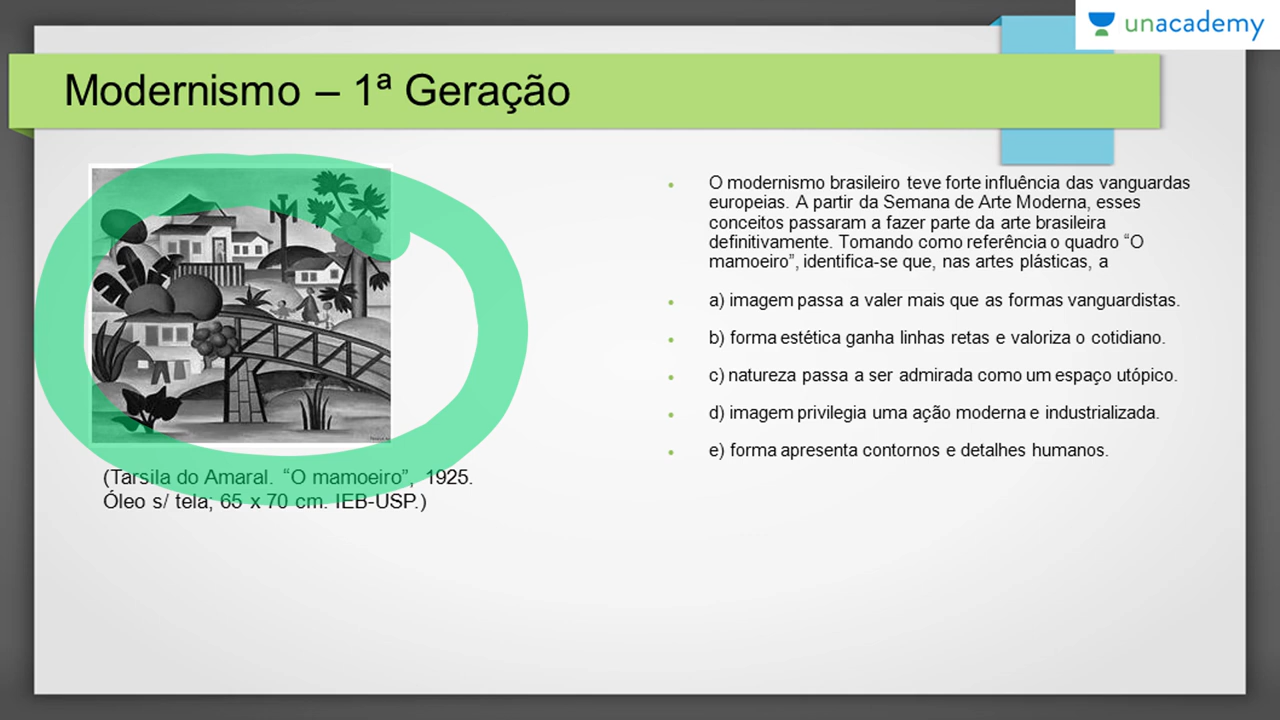 unacademy
Modernismo – 1ª Geração
O modernismo brasileiro teve forte influência das vanguardas
europeias. A partir da Semana de Arte Moderna, esses
conceitos passaram a fazer parte da arte brasileira
definitivamente. Tomando como referência o quadro “O
mamoeiro”, identifica-se que, nas artes plásticas, a
a) imagem passa a valer mais que as formas vanguardistas.
b) forma estética ganha linhas retas e valoriza o cotidiano.
c) natureza passa a ser admirada como um espaço utópico.
d) imagem privilegia uma ação moderna e industrializada.
e) forma apresenta contornos e detalhes humanos.
(Tarsila do Amaral. “O mamoeiro”, 1925.
Óleo s/ tela; 65 x 70 cm. IEB-USP.)